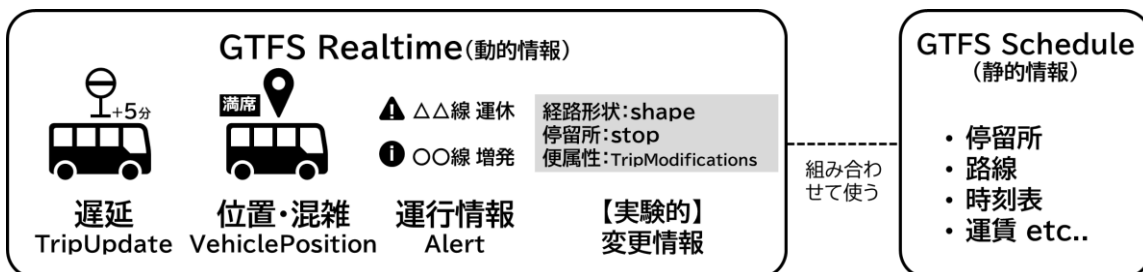 GTFS Realtime(動的情報)
+5分
遅延
TripUpdate
満席
位置・混雑
VehiclePosition
△△線 運休
〇〇線 増発
運行情報
Alert
経路形状:shape
停留所:stop
便属性:TripModifications
【実験的】
変更情報
組み合わ
せて使う
GTFS Schedule
(静的情報)
・ 停留所
・ 路線
・ 時刻表
・ 運賃 etc..